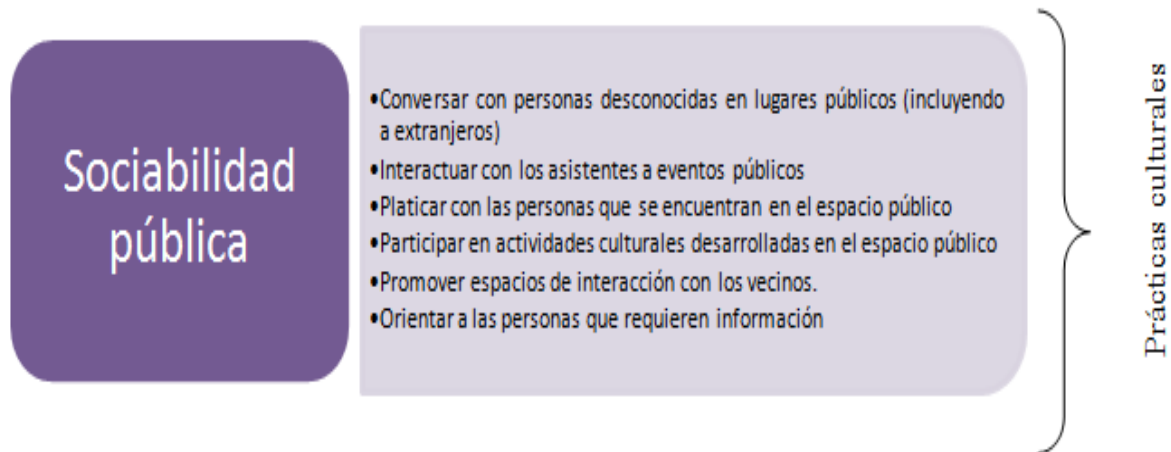 Sociabilidad
pública
•Conversar con personas desconocidas en lugares públicos (incluyendo
a extranjeros)
•Interactuar con los asistentes a eventos públicos
•Platicar con las personas que se encuentran en el espacio público
•Participar en actividades culturales desarrolladas en el espacio público
•Promover espacios de interacción con los vecinos.
•Orientar a las personas que requieren información
Prácticas culturales